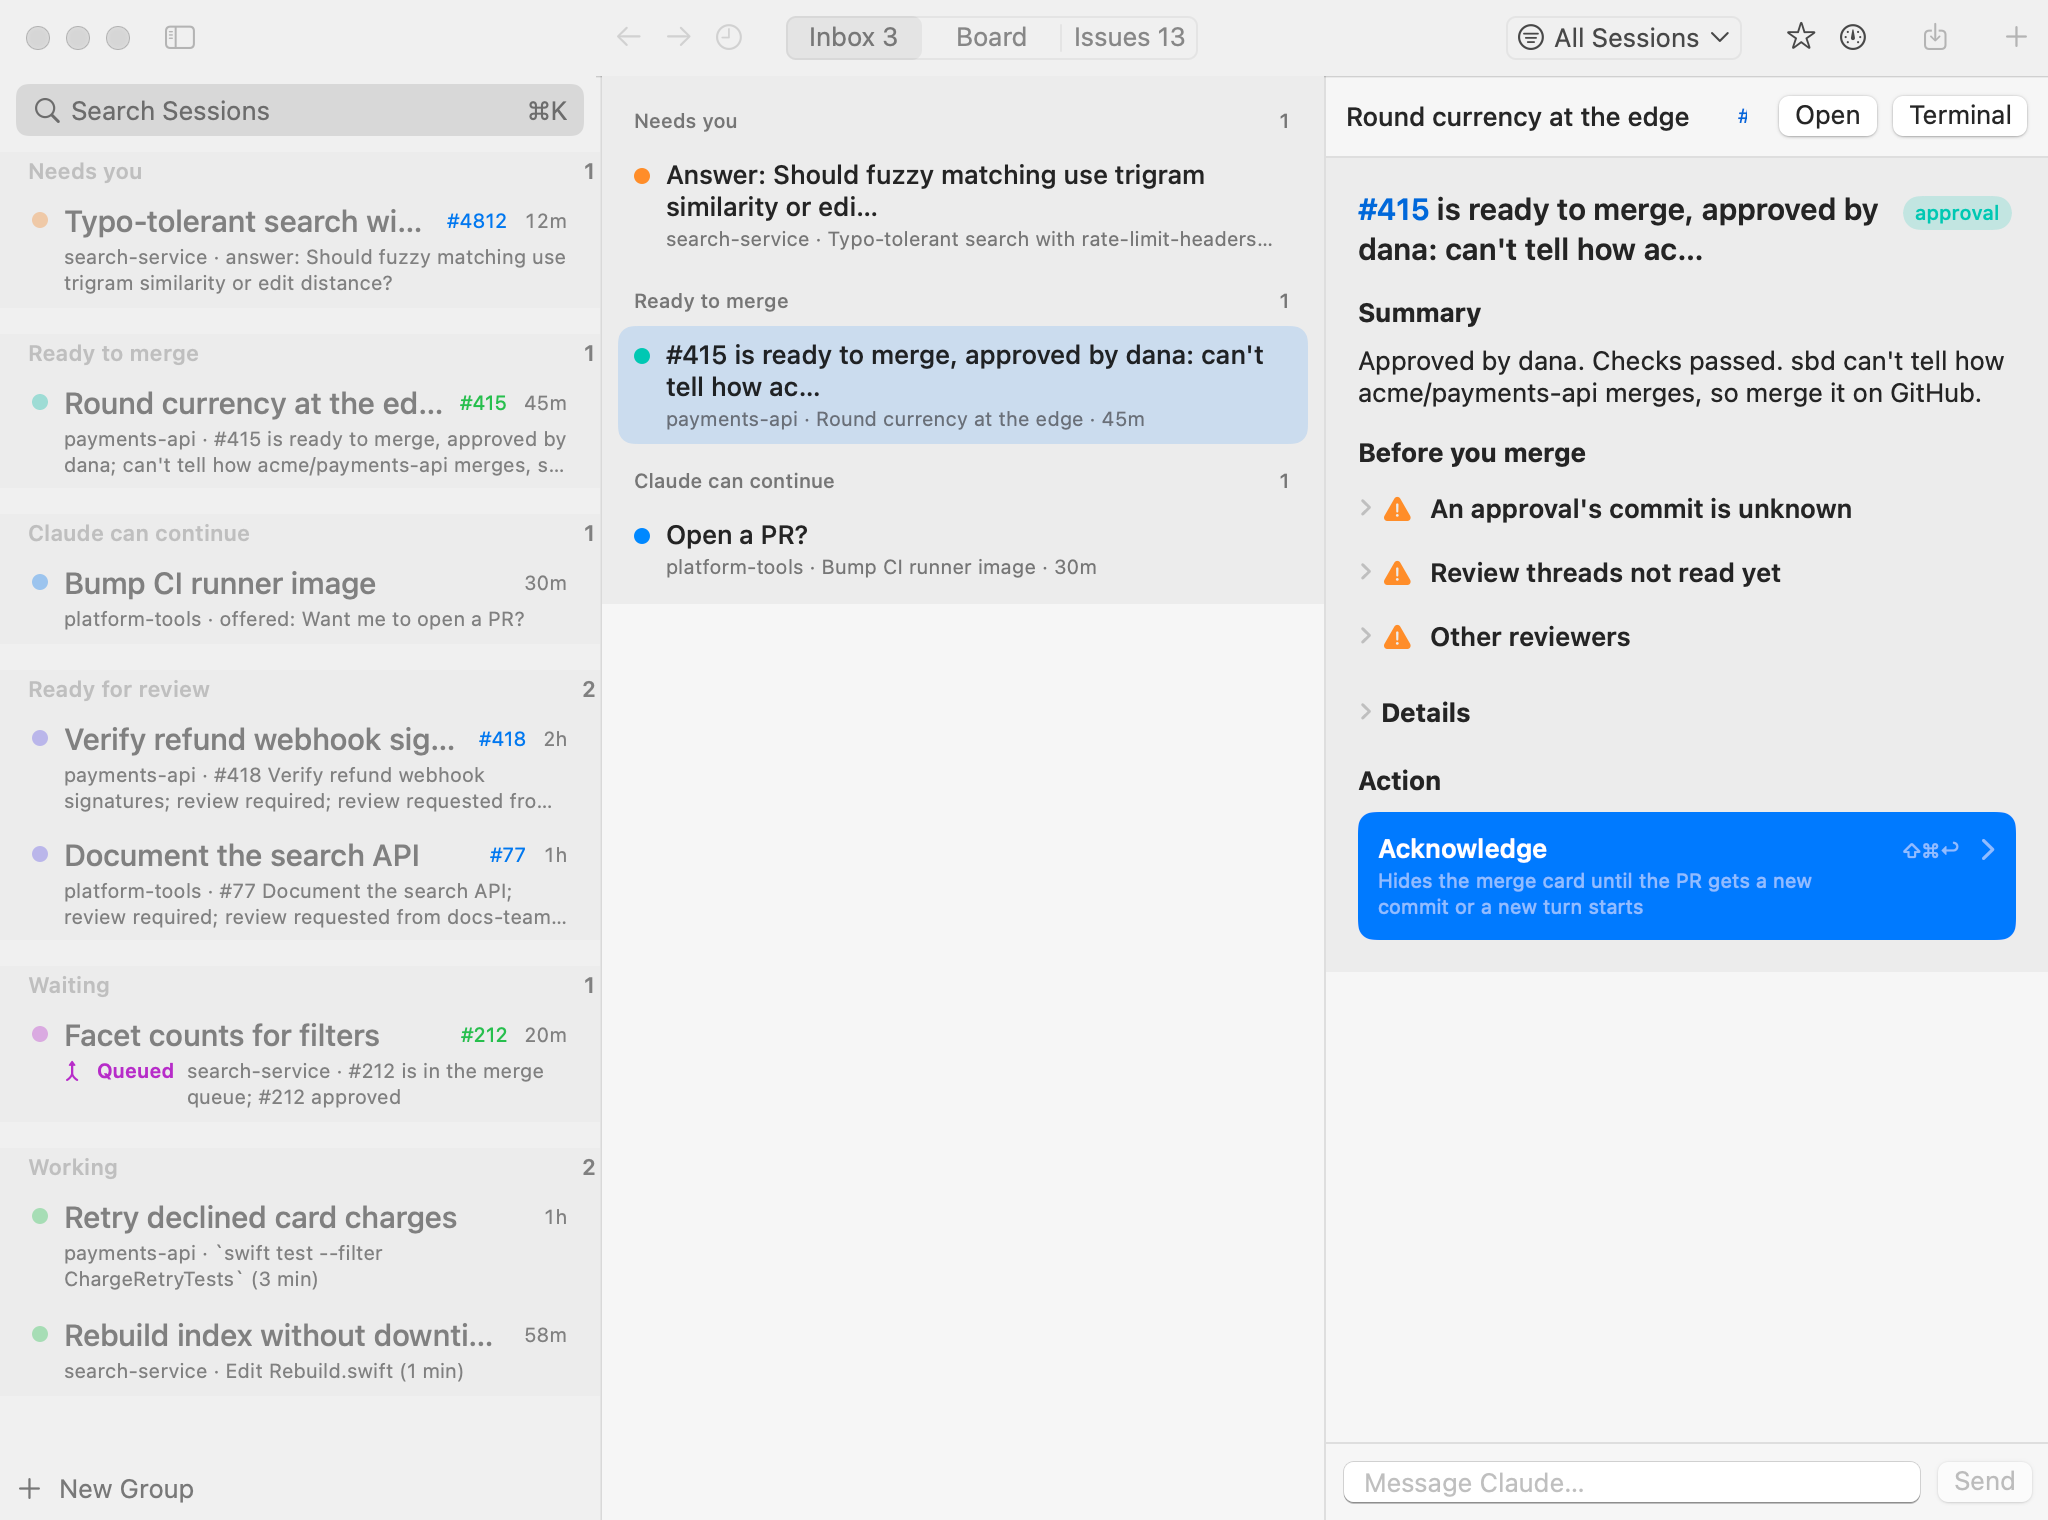 Inbox 3
Board
Issues 13
All Sessions
Search Sessions
⌘K
Needs you
1
Typo-tolerant search wi...
#4812
12m
search-service · answer: Should fuzzy matching use
trigram similarity or edit distance?
Ready to merge
1
Round currency at the ed...
#415
45m
payments-api · #415 is ready to merge, approved by
dana; can't tell how acme/payments-api merges, s...
Claude can continue
1
Bump CI runner image
30m
platform-tools · offered: Want me to open a PR?
Ready for review
2
Verify refund webhook sig...
#418
2h
payments-api · #418 Verify refund webhook
signatures; review required; review requested fro...
Document the search API
#77
1h
platform-tools · #77 Document the search API;
review required; review requested from docs-team...
Waiting
1
Facet counts for filters
#212
20m
Queued
search-service · #212 is in the merge
queue; #212 approved
Working
2
Retry declined card charges
1h
payments-api · `swift test --filter
ChargeRetryTests` (3 min)
Rebuild index without downti...
58m
search-service · Edit Rebuild.swift (1 min)
New Group
Needs you
1
Answer: Should fuzzy matching use trigram
similarity or edi...
search-service · Typo-tolerant search with rate-limit-headers...
Ready to merge
1
#415 is ready to merge, approved by dana: can't
tell how ac...
payments-api · Round currency at the edge · 45m
Claude can continue
1
Open a PR?
platform-tools · Bump CI runner image · 30m
Round currency at the edge
#
Open
Terminal
#415 is ready to merge, approved by
dana: can't tell how ac...
approval
Summary
Approved by dana. Checks passed. sbd can't tell how
acme/payments-api merges, so merge it on GitHub.
Before you merge
An approval's commit is unknown
Review threads not read yet
Other reviewers
Details
Action
Acknowledge
⇧⌘↩
Hides the merge card until the PR gets a new
commit or a new turn starts
Message Claude...
Send